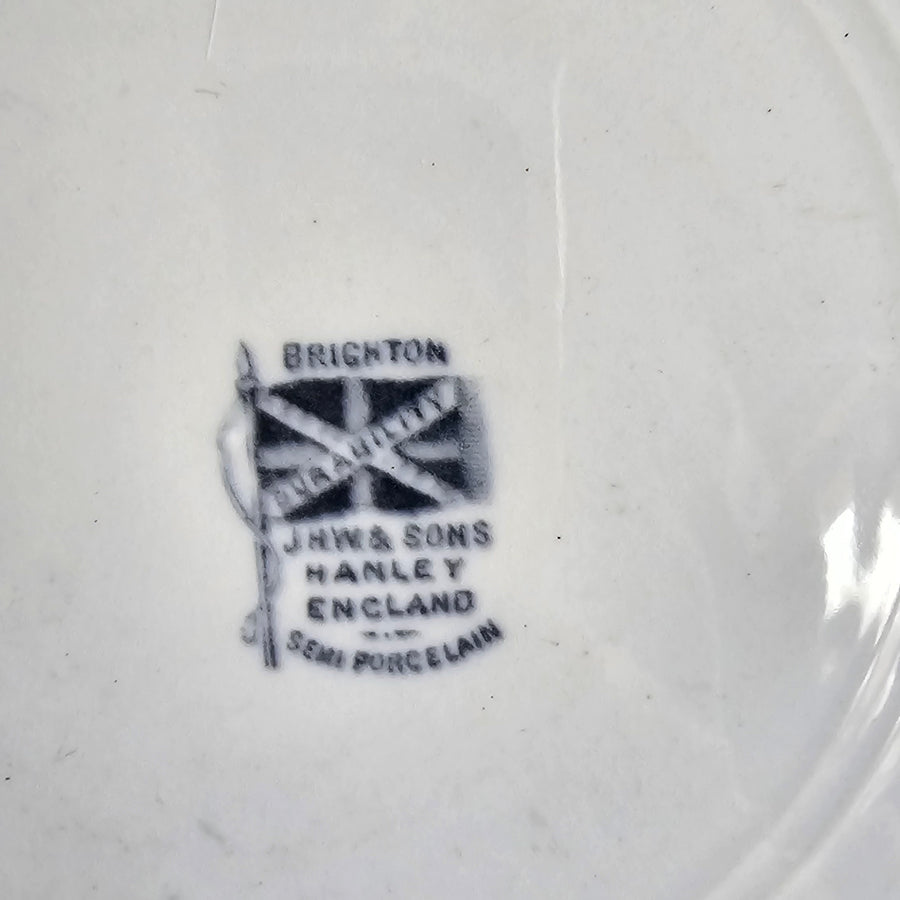 BRIGHTON
DURABILITY
J.H.W.& SONS
HANLEY
ENGLAND
SEMI PORCELAIN